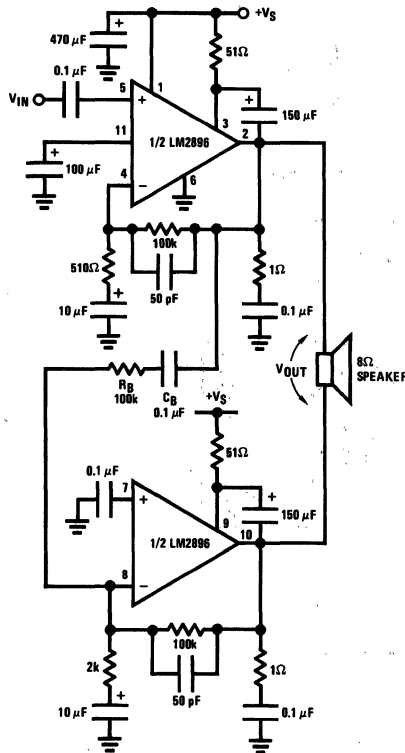 +VS
470 µF
51Ω
0.1 µF
VIN
5
+
1
3
150 µF
11
1/2 LM2896
2
100 µF
4
−
6
100k
510Ω
50 pF
1Ω
10 µF
0.1 µF
VOUT
8Ω
SPEAKER
RB
100k
CB
0.1 µF
+VS
51Ω
0.1 µF
7
+
9
150 µF
1/2 LM2896
10
8
−
100k
2k
50 pF
1Ω
10 µF
0.1 µF